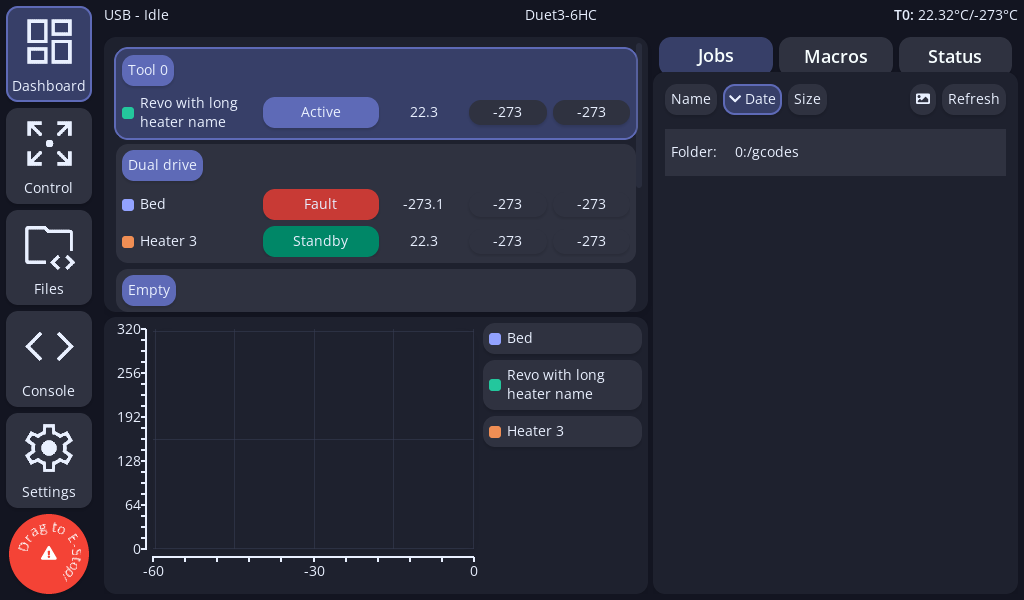 USB - Idle
Duet3-6HC
T0: 22.32°C/-273°C
Dashboard
Control
Files
Console
Settings
Drag to E-Stop!
Tool 0
Revo with long
heater name
Active
22.3
-273
-273
Dual drive
Bed
Fault
-273.1
-273
-273
Heater 3
Standby
22.3
-273
-273
Empty
320
256
192
128
64
0
-60
-30
0
Bed
Revo with long
heater name
Heater 3
Jobs
Macros
Status
Name
Date
Size
Refresh
Folder:
0:/gcodes